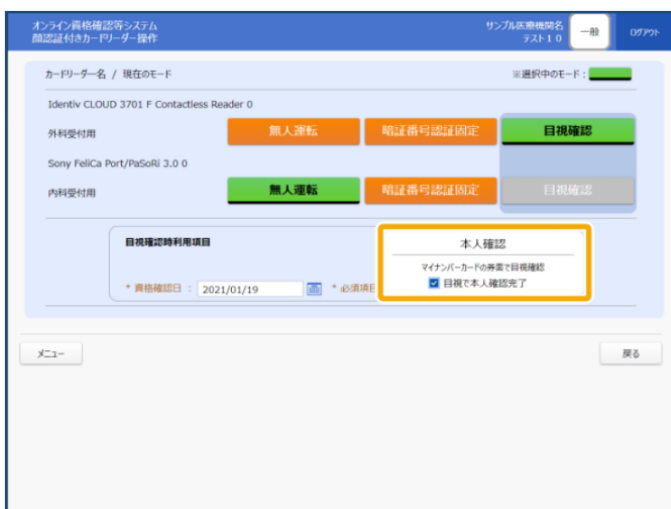 オンライン資格確認等システム
顔認証付きカードリーダー操作
サンプル医療機関名
テスト10
一般
ログアウト
カードリーダー名 / 現在のモード
※選択中のモード:
Identiv CLOUD 3701 F Contactless Reader 0
外科受付用
無人運転
暗証番号認証固定
目視確認
Sony FeliCa Port/PaSoRi 3.0 0
内科受付用
無人運転
暗証番号認証固定
目視確認
目視確認時利用項目
* 資格確認日 : 2021/01/19
* 必須項目
本人確認
マイナンバーカードの券面で目視確認
目視で本人確認完了
メニュー
戻る